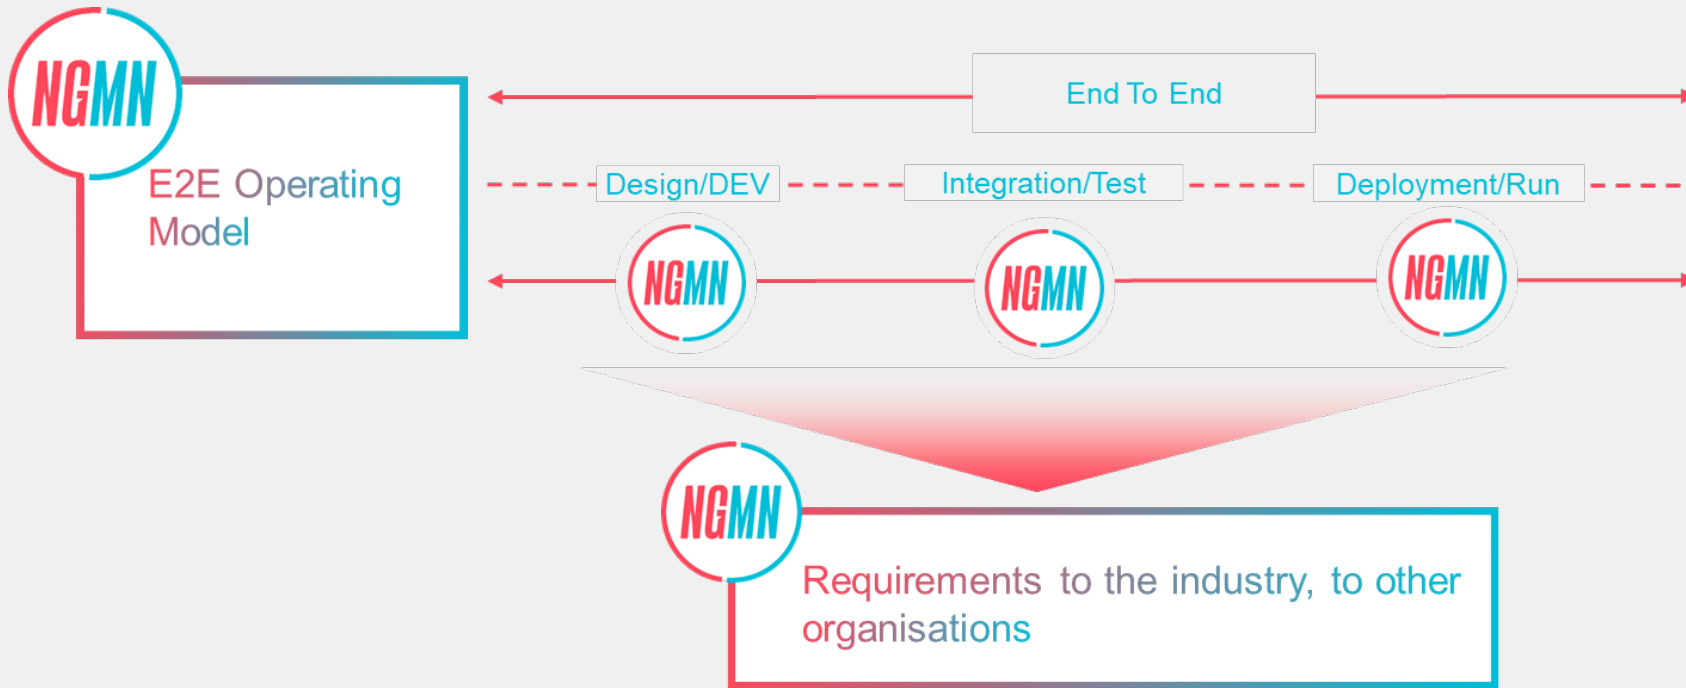 NGMN
End To End
E2E Operating
Model
Design/DEV
Integration/Test
Deployment/Run
NGMN
NGMN
NGMN
NGMN
Requirements to the industry, to other
organisations